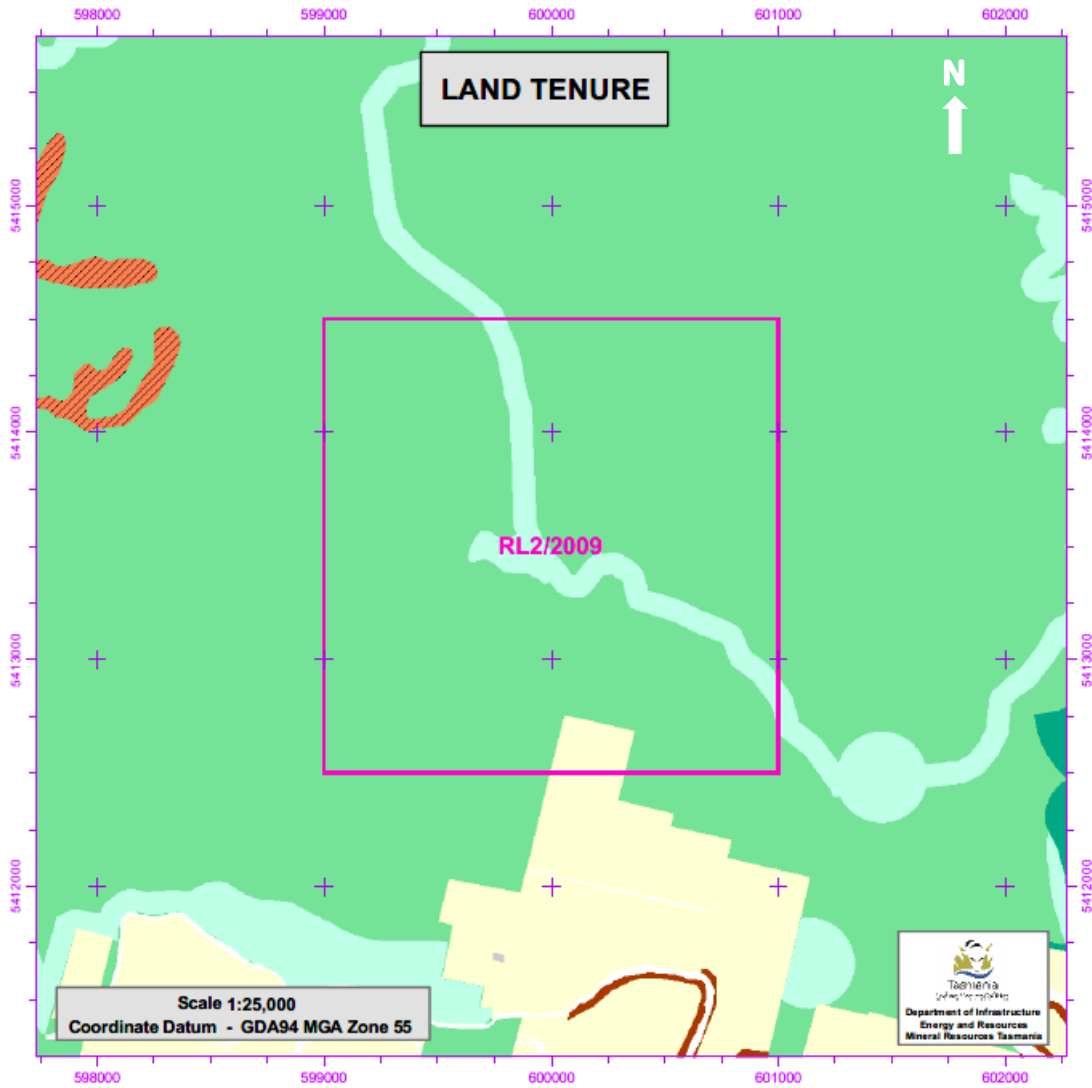 598000 599000 600000 601000 602000
LAND TENURE
N
5415000 5415000
5414000 5414000
RL2/2009
5413000 5413000
5412000 5412000
Scale 1:25,000
Coordinate Datum - GDA94 MGA Zone 55
Tasmania
Department of Infrastructure
Energy and Resources
Mineral Resources Tasmania
598000 599000 600000 601000 602000